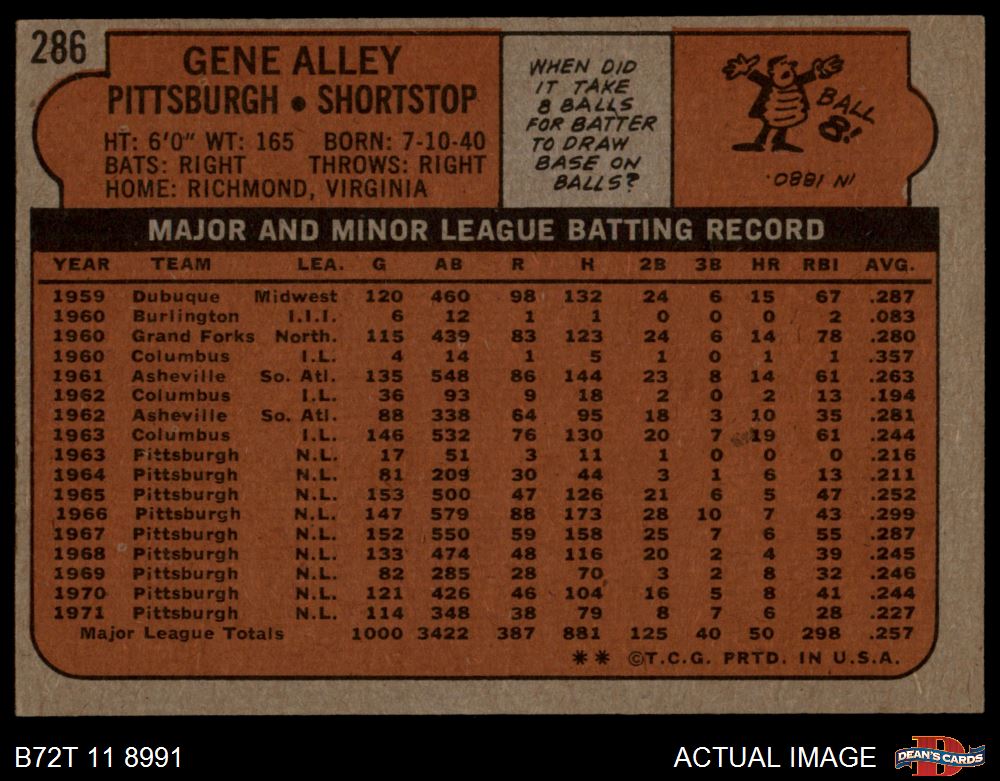 286
GENE ALLEY
PITTSBURGH • SHORTSTOP
HT: 6'0" WT: 165 BORN: 7-10-40
BATS: RIGHT THROWS: RIGHT
HOME: RICHMOND, VIRGINIA
WHEN DID
IT TAKE
8 BALLS
FOR BATTER
TO DRAW
BASE ON
BALLS?
BALL
8!
IN 1880.
MAJOR AND MINOR LEAGUE BATTING RECORD
YEAR TEAM LEA. G AB R H 2B 3B HR RBI AVG.
1959 Dubuque Midwest 120 460 98 132 24 6 15 67 .287
1960 Burlington I.I.I. 6 12 1 1 0 0 0 2 .083
1960 Grand Forks North. 115 439 83 123 24 6 14 78 .280
1960 Columbus I.L. 4 14 1 5 1 0 1 1 .357
1961 Asheville So. Atl. 135 548 86 144 23 8 14 61 .263
1962 Columbus I.L. 36 93 9 18 2 0 2 13 .194
1962 Asheville So. Atl. 88 338 64 95 18 3 10 35 .281
1963 Columbus I.L. 146 532 76 130 20 7 19 61 .244
1963 Pittsburgh N.L. 17 51 3 11 1 0 0 0 .216
1964 Pittsburgh N.L. 81 209 30 44 3 1 6 13 .211
1965 Pittsburgh N.L. 153 500 47 126 21 6 5 47 .252
1966 Pittsburgh N.L. 147 579 88 173 28 10 7 43 .299
1967 Pittsburgh N.L. 152 550 59 158 25 7 6 55 .287
1968 Pittsburgh N.L. 133 474 48 116 20 2 4 39 .245
1969 Pittsburgh N.L. 82 285 28 70 3 2 8 32 .246
1970 Pittsburgh N.L. 121 426 46 104 16 5 8 41 .244
1971 Pittsburgh N.L. 114 348 38 79 8 7 6 28 .227
Major League Totals 1000 3422 387 881 125 40 50 298 .257
** ©T.C.G. PRTD. IN U.S.A.
B72T 11 8991
ACTUAL IMAGE
D
DEAN'S CARDS